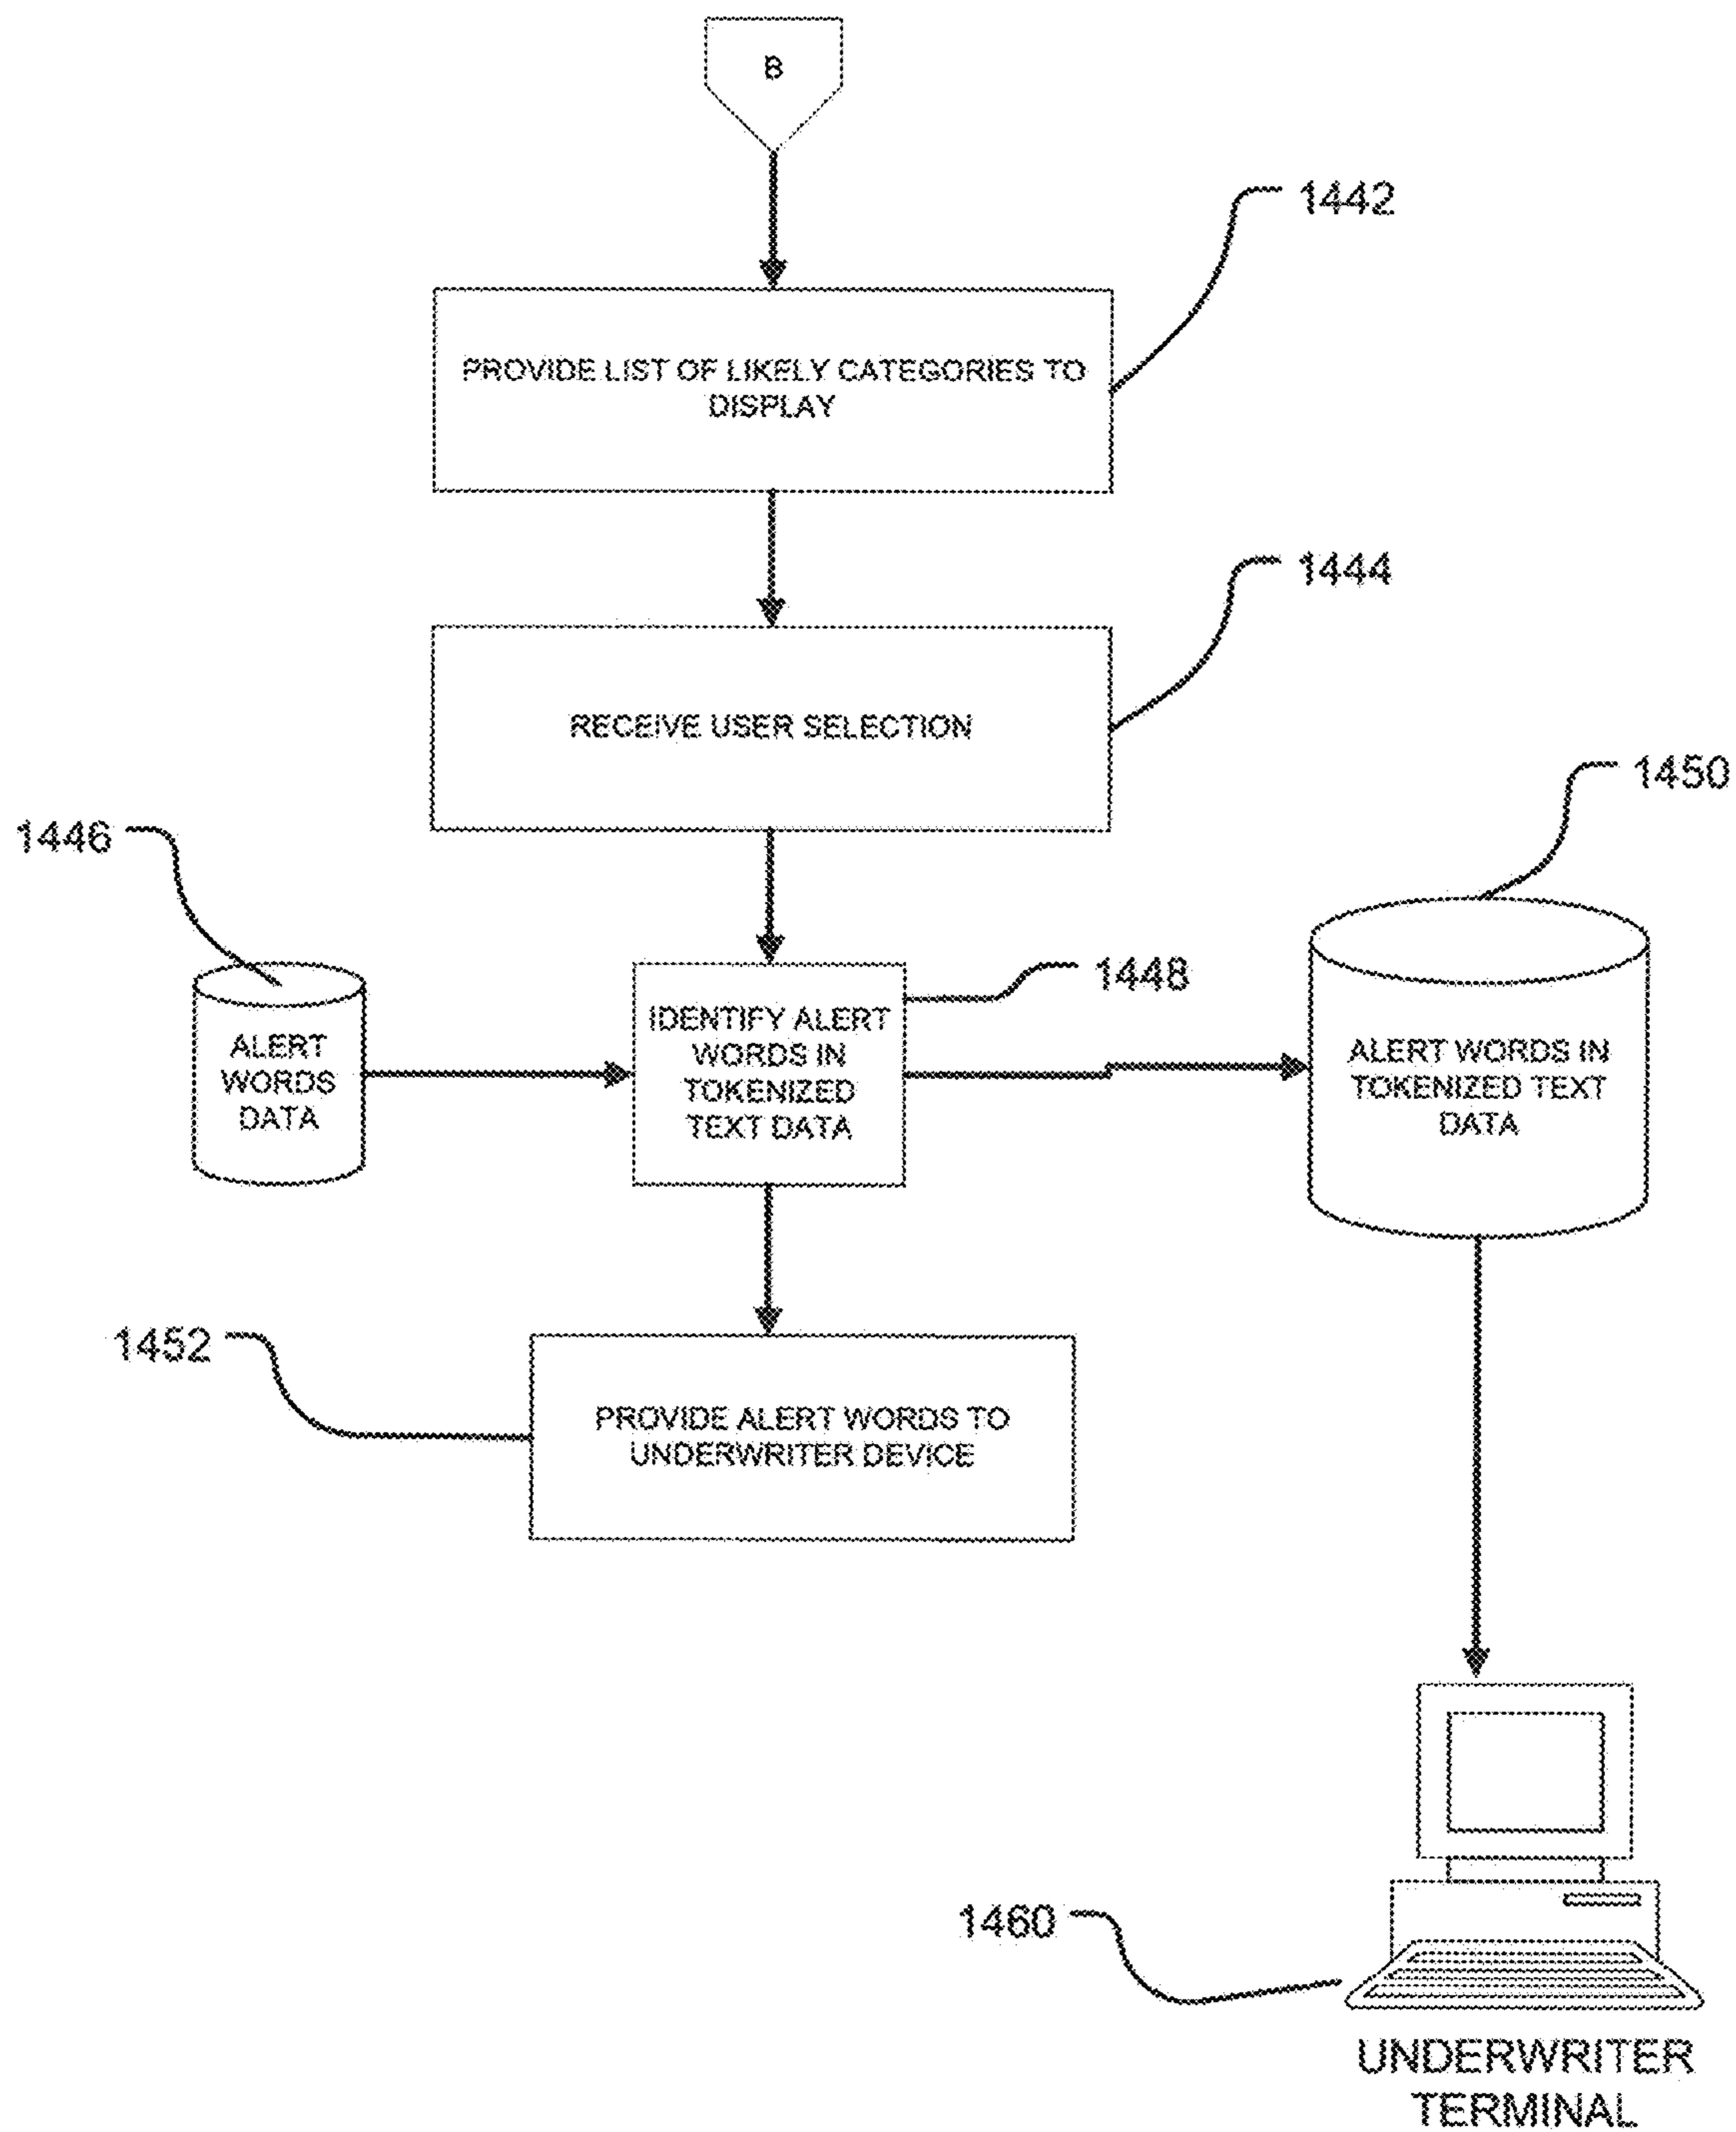 B
1442
PROVIDE LIST OF LIKELY CATEGORIES TO
DISPLAY
1444
RECEIVE USER SELECTION
1450
1446
1448
ALERT
WORDS
DATA
IDENTIFY ALERT
WORDS IN
TOKENIZED
TEXT DATA
ALERT WORDS IN
TOKENIZED TEXT
DATA
1452
PROVIDE ALERT WORDS TO
UNDERWRITER DEVICE
1460
UNDERWRITER
TERMINAL